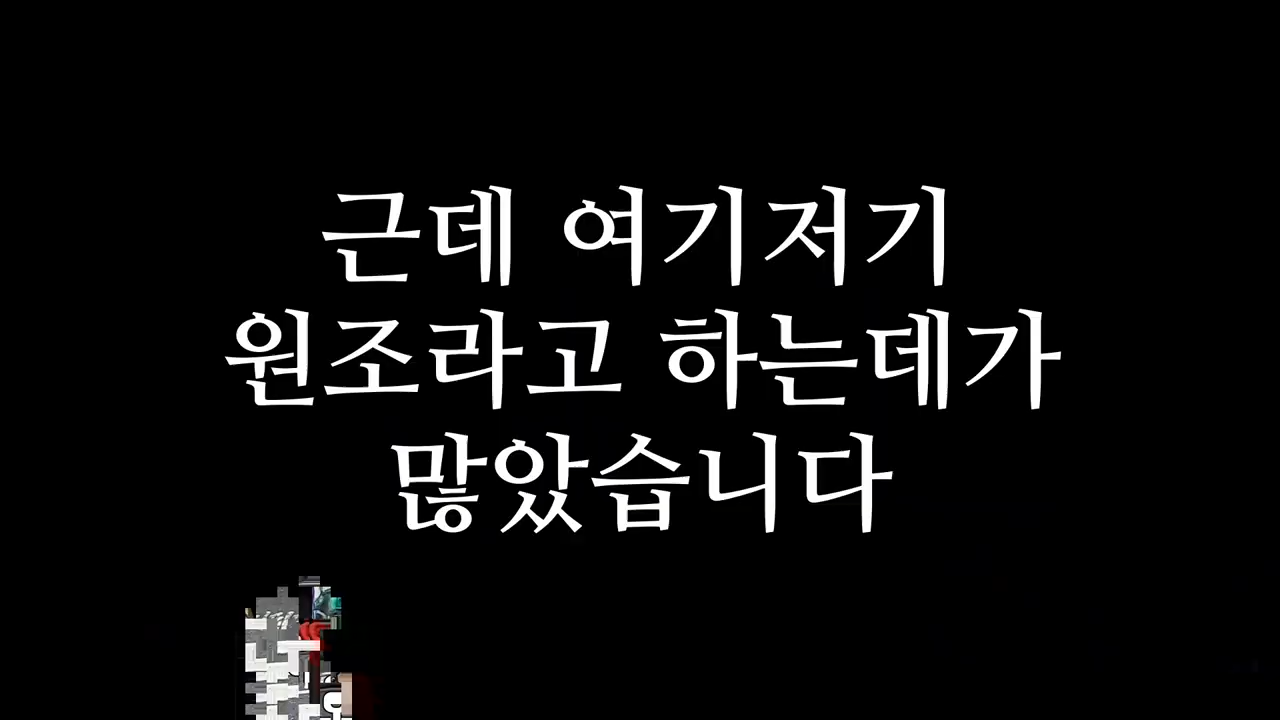 근데 여기저기
원조라고 하는데가
많았습니다